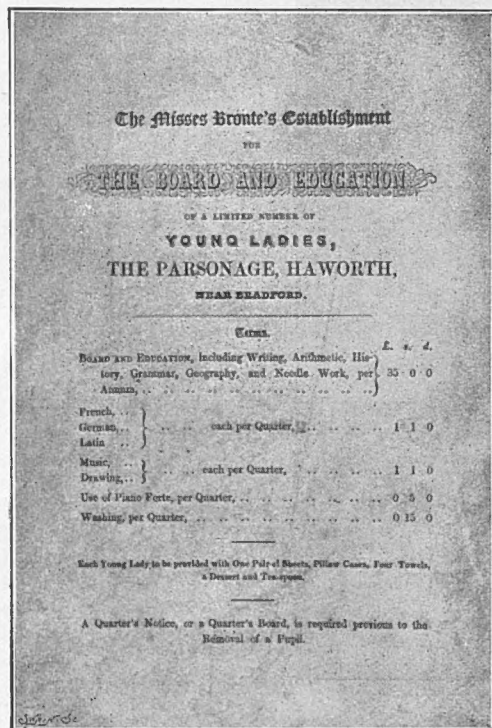 The Misses Bronte's Establishment
FOR
THE BOARD AND EDUCATION
OF A LIMITED NUMBER OF
YOUNG LADIES,
THE PARSONAGE, HAWORTH,
NEAR BRADFORD.
Terms.
£. s. d.
BOARD AND EDUCATION, including Writing, Arithmetic, His-
tory, Grammar, Geography, and Needle Work, per 35 0 0
Annum, .. .. .. .. .. .. .. .. .. ..
French, ..
German, .. .. .. each per Quarter, .. .. .. .. 1 1 0
Latin ..
Music, ..
Drawing, .. .. .. each per Quarter, .. .. .. .. 1 1 0
Use of Piano Forte, per Quarter, .. .. .. .. .. .. 0 5 0
Washing, per Quarter, .. .. .. .. .. .. .. .. 0 15 0
Each Young Lady to be provided with One Pair of Sheets, Pillow Cases, Four Towels,
a Dessert and Tea-spoon.
A Quarter's Notice, or a Quarter's Board, is required previous to the
Removal of a Pupil.